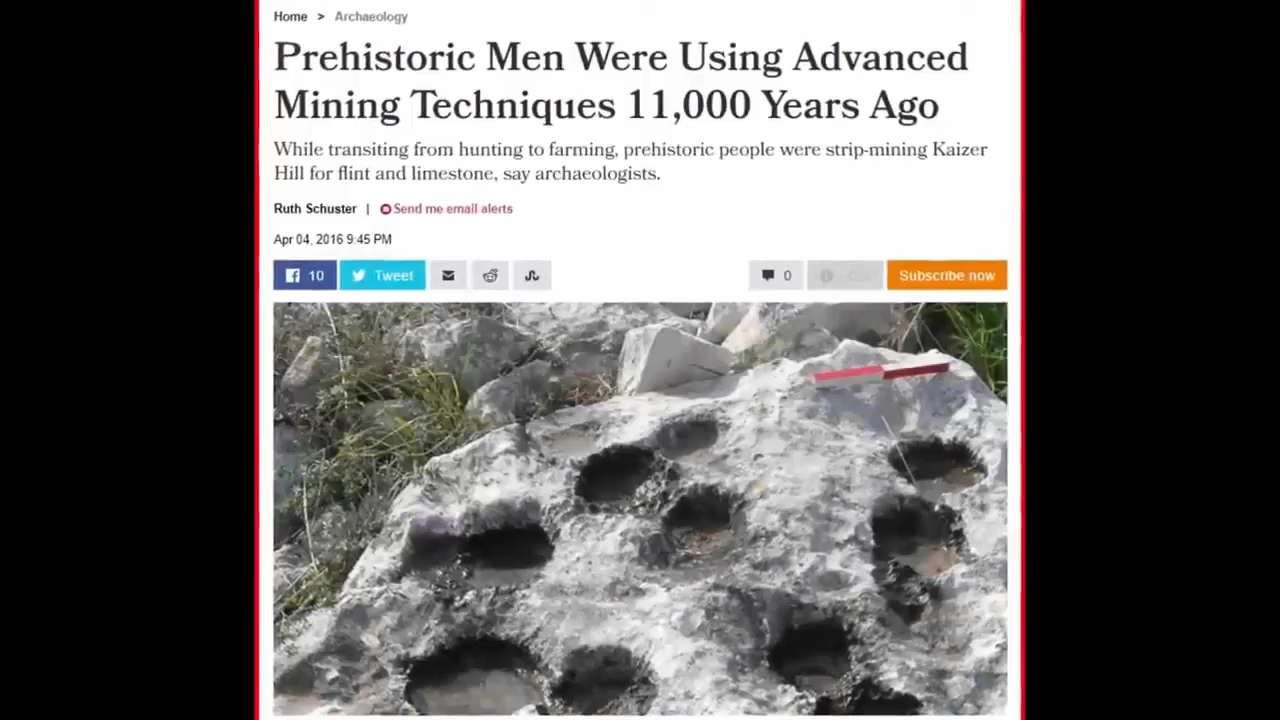 Home > Archaeology
Prehistoric Men Were Using Advanced
Mining Techniques 11,000 Years Ago
While transiting from hunting to farming, prehistoric people were strip-mining Kaizer
Hill for flint and limestone, say archaeologists.
Ruth Schuster | Send me email alerts
Apr 04, 2016 9:45 PM
10 Tweet 0 Subscribe now